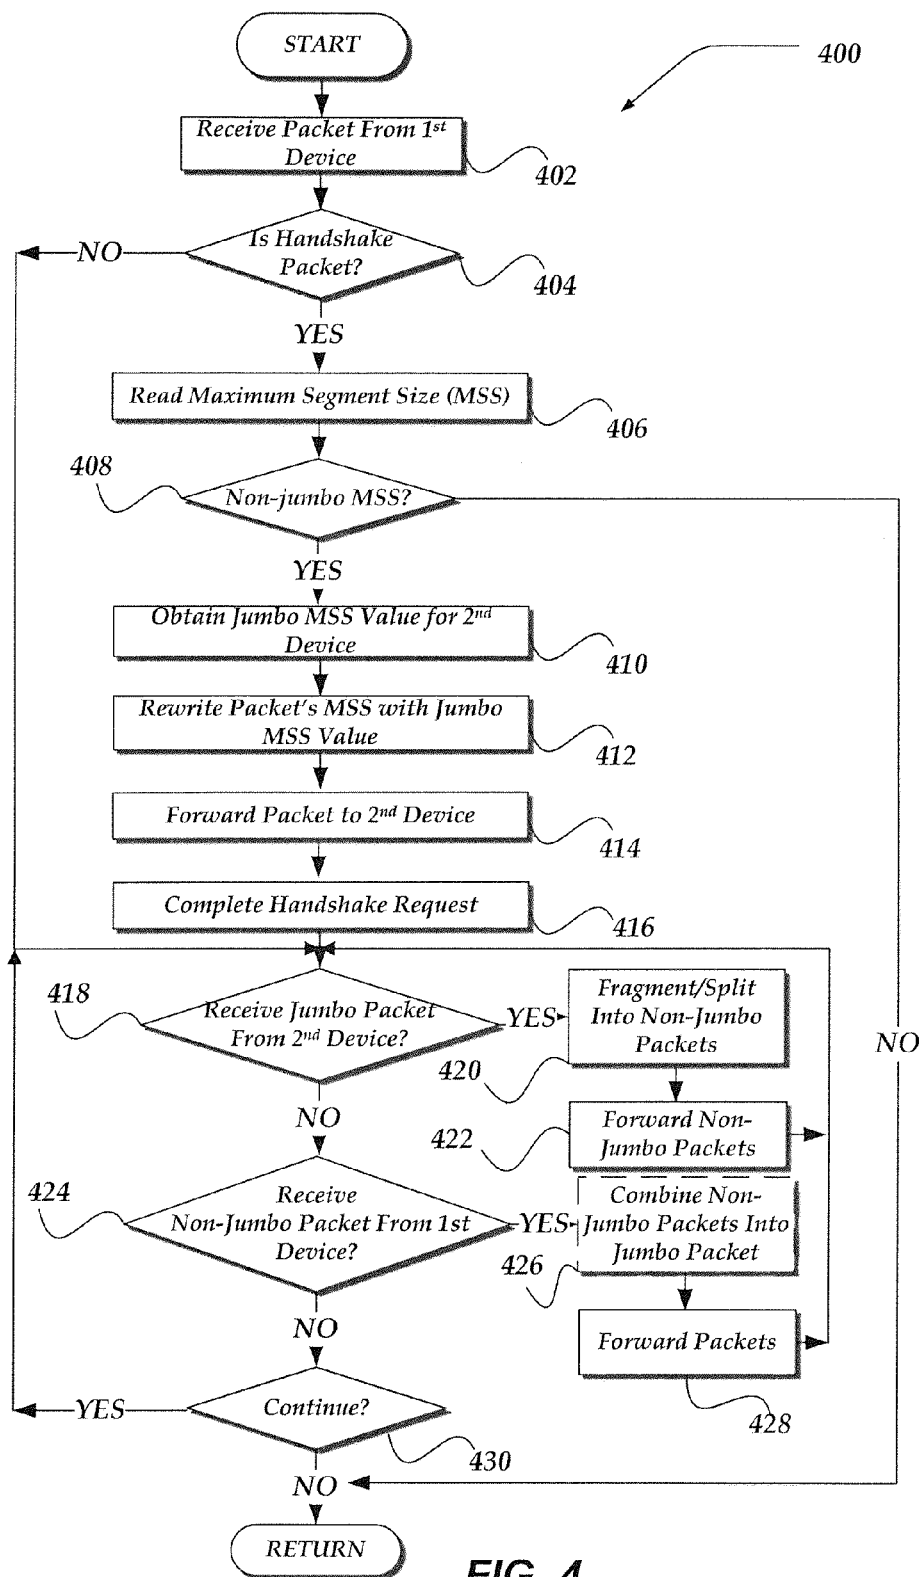 START
400
Receive Packet From 1st
Device
402
NO
Is Handshake
Packet?
404
YES
Read Maximum Segment Size (MSS)
406
408
Non-jumbo MSS?
YES
Obtain Jumbo MSS Value for 2nd
Device
410
Rewrite Packet's MSS with Jumbo
MSS Value
412
Forward Packet to 2nd Device
414
Complete Handshake Request
416
418
Receive Jumbo Packet
From 2nd Device?
YES
Fragment/Split
Into Non-Jumbo
Packets
420
NO
NO
422
Forward Non-
Jumbo Packets
424
Receive
Non-Jumbo Packet From 1st
Device?
YES
Combine Non-
Jumbo Packets Into
Jumbo Packet
426
NO
Forward Packets
428
YES
Continue?
430
NO
RETURN
FIG. 4